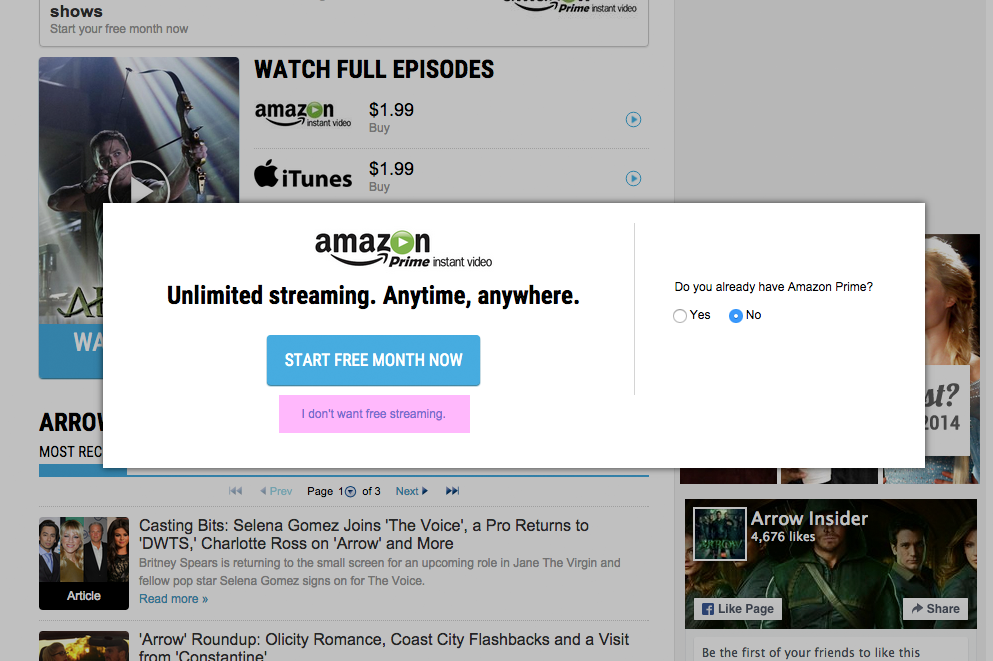 shows
Start your free month now
Prime instant video
WATCH FULL EPISODES
amazon
instant video
$1.99
Buy
iTunes
$1.99
Buy
amazon
Prime instant video
Unlimited streaming. Anytime, anywhere.
START FREE MONTH NOW
I don't want free streaming.
Do you already have Amazon Prime?
Yes
No
WA
st?
2014
ARROW
MOST REC
Prev Page 1 of 3 Next
Casting Bits: Selena Gomez Joins 'The Voice', a Pro Returns to
'DWTS,' Charlotte Ross on 'Arrow' and More
Britney Spears is returning to the small screen for an upcoming role in Jane The Virgin and
fellow pop star Selena Gomez signs on for The Voice.
Read more »
Article
'Arrow' Roundup: Olicity Romance, Coast City Flashbacks and a Visit
from 'Constantine'
ARROW
Arrow Insider
4,676 likes
Like Page
Share
Be the first of your friends to like this